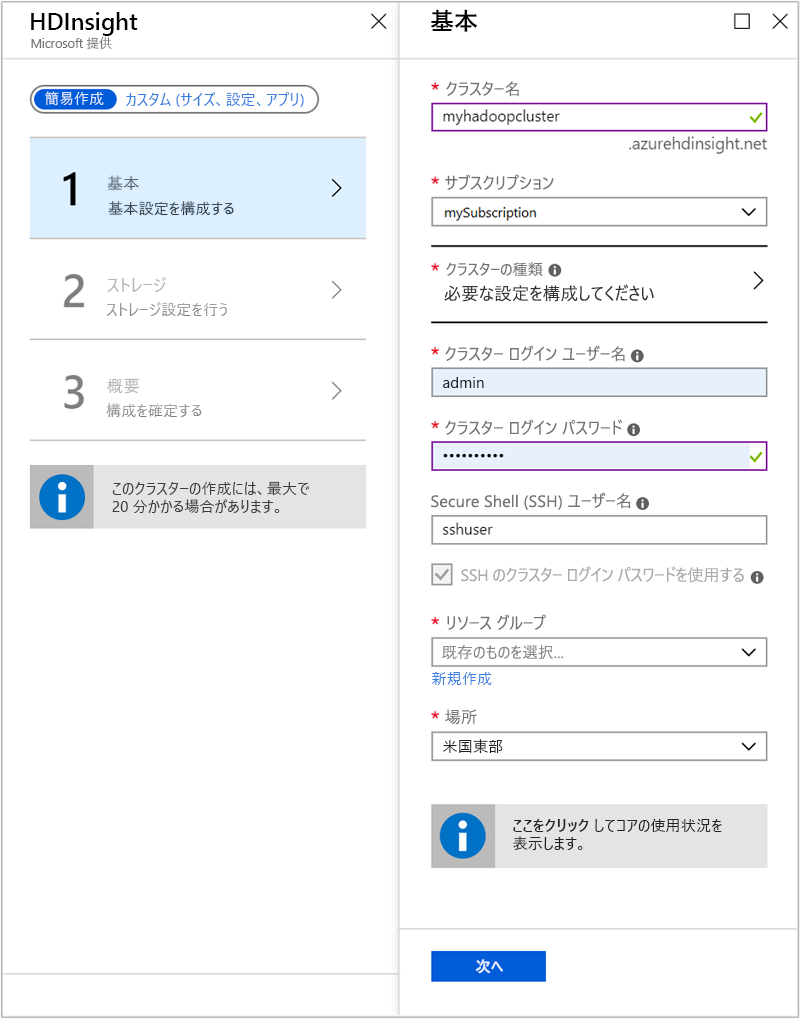 HDInsight
Microsoft 提供
簡易作成 カスタム (サイズ、設定、アプリ)
1 基本
基本設定を構成する
2 ストレージ
ストレージ設定を行う
3 概要
構成を確定する
このクラスターの作成には、最大で
20 分かかる場合があります。
基本
* クラスター名
myhadoopcluster
.azurehdinsight.net
* サブスクリプション
mySubscription
* クラスターの種類
必要な設定を構成してください
* クラスター ログイン ユーザー名
admin
* クラスター ログイン パスワード
••••••••••
Secure Shell (SSH) ユーザー名
sshuser
SSH のクラスター ログイン パスワードを使用する
* リソース グループ
既存のものを選択...
新規作成
* 場所
米国東部
ここをクリック してコアの使用状況を
表示します。
次へ